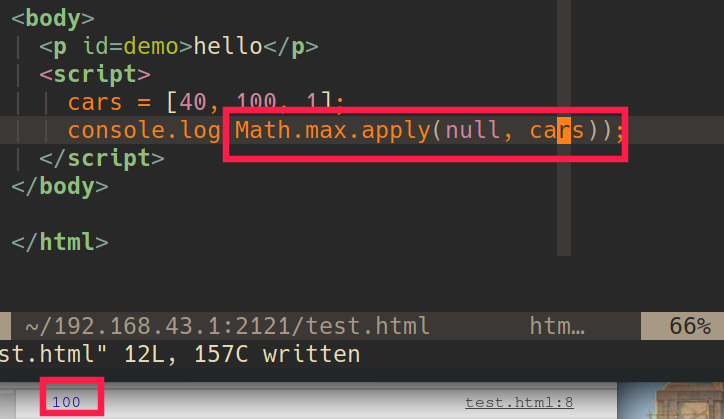 <body>
<p id=demo>hello</p>
<script>
cars = [40, 100, 1];
console.log(Math.max.apply(null, cars));
</script>
</body>
</html>
~/192.168.43.1:2121/test.html htm… 66%
st.html" 12L, 157C written
100 test.html:8